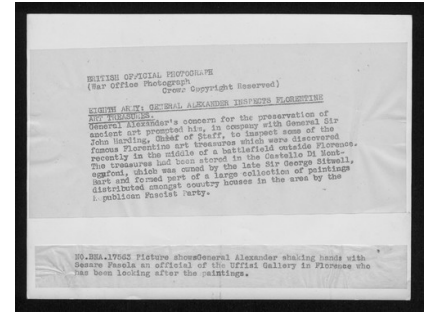 BRITISH OFFICIAL PHOTOGRAPH
(War Office Photograph
Crown Copyright Reserved)
EIGHTH ARMY: GENERAL ALEXANDER INSPECTS FLORENTINE
ART TREASURES.
General Alexander's concern for the preservation of
ancient art prompted him, in company with General Sir
John Harding, Chief of Staff, to inspect some of the
famous Florentine art treasures which were discovered
recently in the middle of a battlefield outside Florence.
The treasures had been stored in the Castello Di Mont-
egufoni, which was owned by the late Sir George Sitwell,
Bart and formed part of a large collection of paintings
distributed amongst country houses in the area by the
Republican Fascist Party.
NO.BNA.17563 Picture showsGeneral Alexander shaking hands with
Cesare Fasola an official of the Uffizi Gallery in Florence who
has been looking after the paintings.